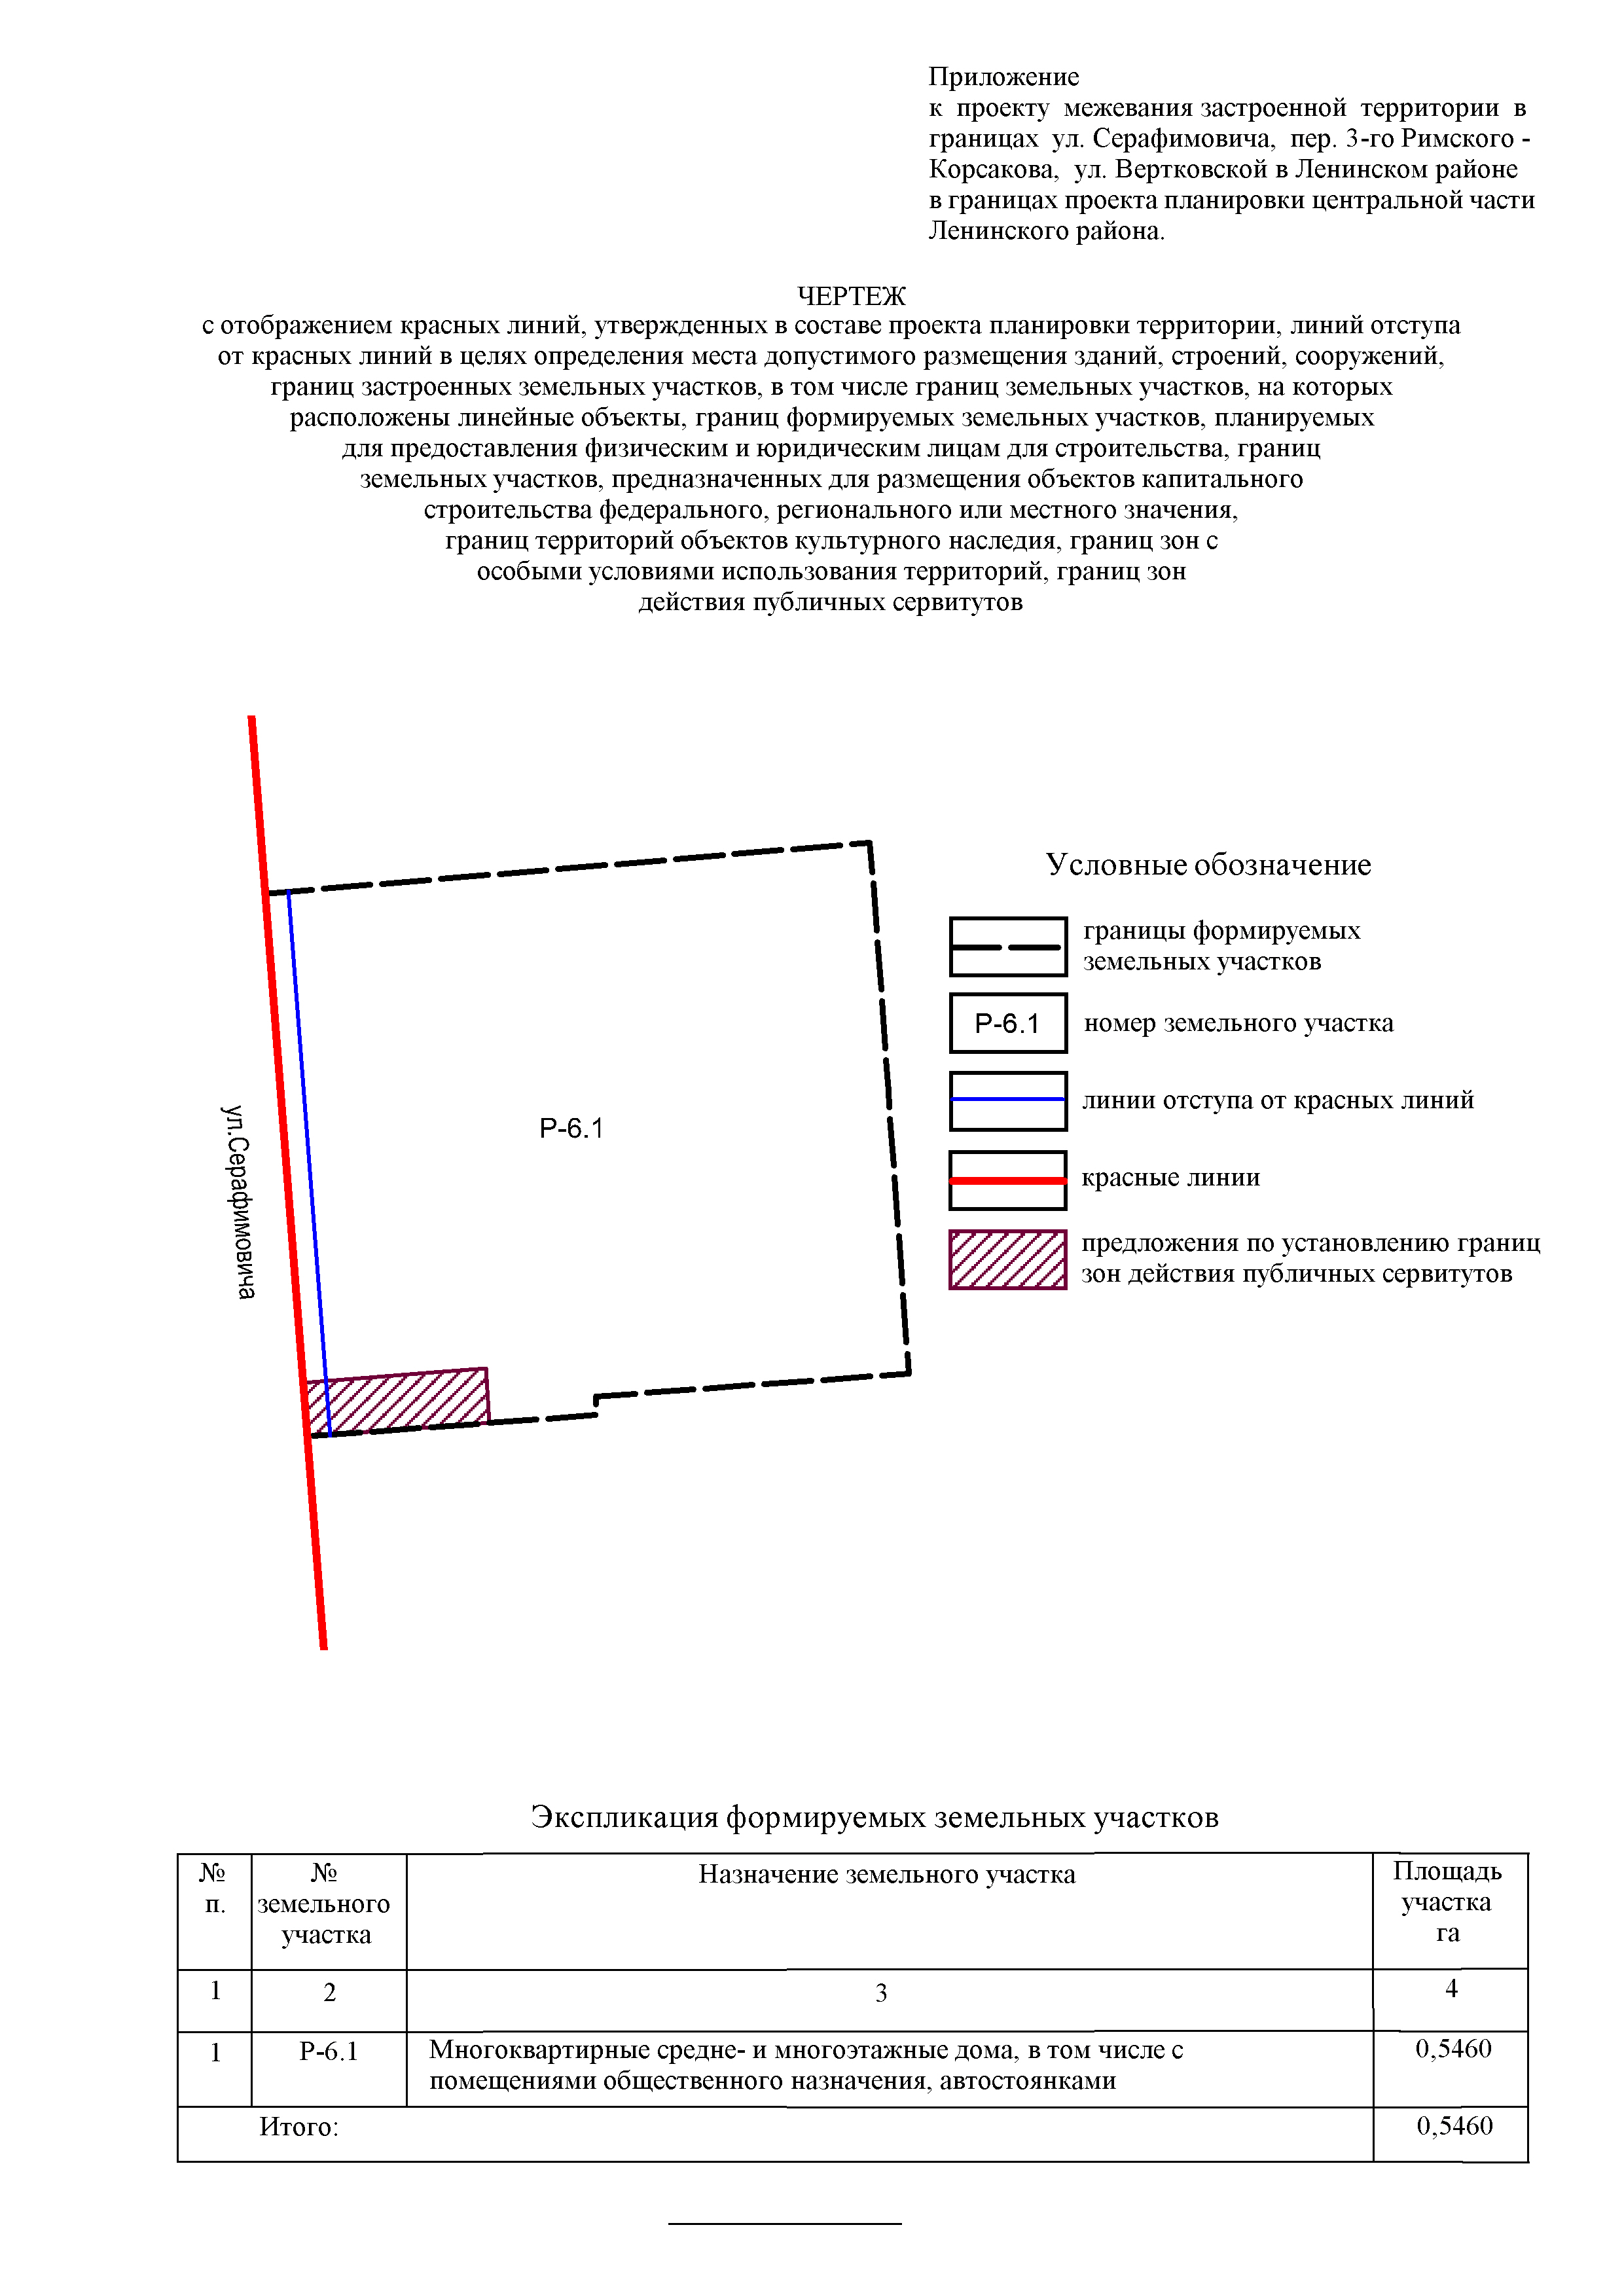 Приложение
к проекту межевания застроенной территории в
границах ул. Серафимовича, пер. 3-го Римского -
Корсакова, ул. Вертковской в Ленинском районе
в границах проекта планировки центральной части
Ленинского района.
ЧЕРТЕЖ
с отображением красных линий, утвержденных в составе проекта планировки территории, линий отступа
от красных линий в целях определения места допустимого размещения зданий, строений, сооружений,
границ застроенных земельных участков, в том числе границ земельных участков, на которых
расположены линейные объекты, границ формируемых земельных участков, планируемых
для предоставления физическим и юридическим лицам для строительства, границ
земельных участков, предназначенных для размещения объектов капитального
строительства федерального, регионального или местного значения,
границ территорий объектов культурного наследия, границ зон с
особыми условиями использования территорий, границ зон
действия публичных сервитутов
ул.Серафимовича
Р-6.1
Условные обозначение
границы формируемых
земельных участков
Р-6.1
номер земельного участка
линии отступа от красных линий
красные линии
предложения по установлению границ
зон действия публичных сервитутов
Экспликация формируемых земельных участков
№
п.
№
земельного
участка
Назначение земельного участка
Площадь
участка
га
1
2
3
4
1
Р-6.1
Многоквартирные средне- и многоэтажные дома, в том числе с
помещениями общественного назначения, автостоянками
0,5460
Итого:
0,5460